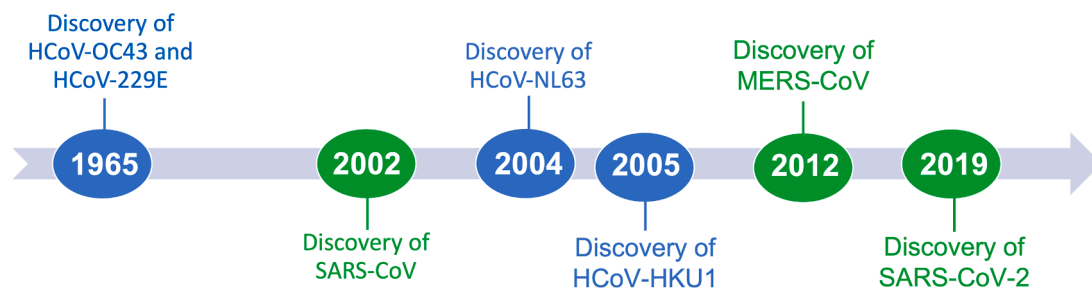 Discovery of
HCoV-OC43 and
HCoV-229E
Discovery of
HCoV-NL63
Discovery of
MERS-CoV
1965
2002
2004
2005
2012
2019
Discovery of
SARS-CoV
Discovery of
HCoV-HKU1
Discovery of
SARS-CoV-2